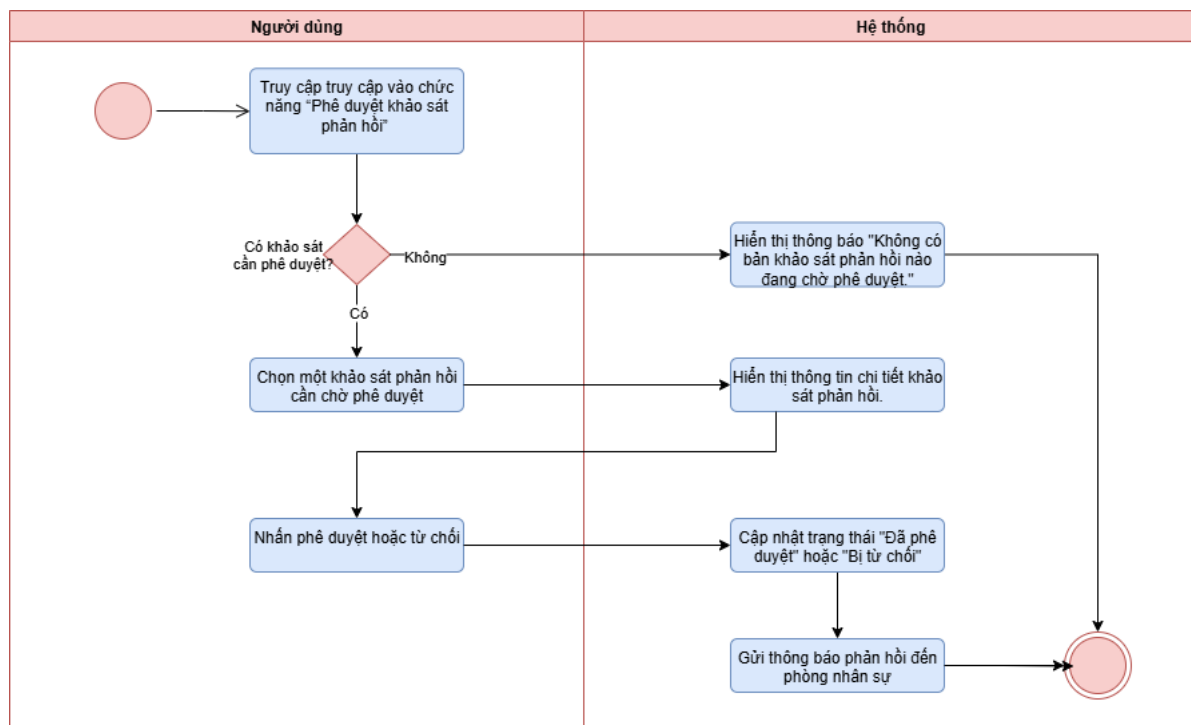 Người dùng
Hệ thống
Truy cập truy cập vào chức
năng “Phê duyệt khảo sát
phản hồi”
Có khảo sát
cần phê duyệt?
Không
Hiển thị thông báo "Không có
bản khảo sát phản hồi nào
đang chờ phê duyệt."
Có
Chọn một khảo sát phản hồi
cần chờ phê duyệt
Hiển thị thông tin chi tiết khảo
sát phản hồi.
Nhấn phê duyệt hoặc từ chối
Cập nhật trạng thái "Đã phê
duyệt" hoặc "Bị từ chối"
Gửi thông báo phản hồi đến
phòng nhân sự